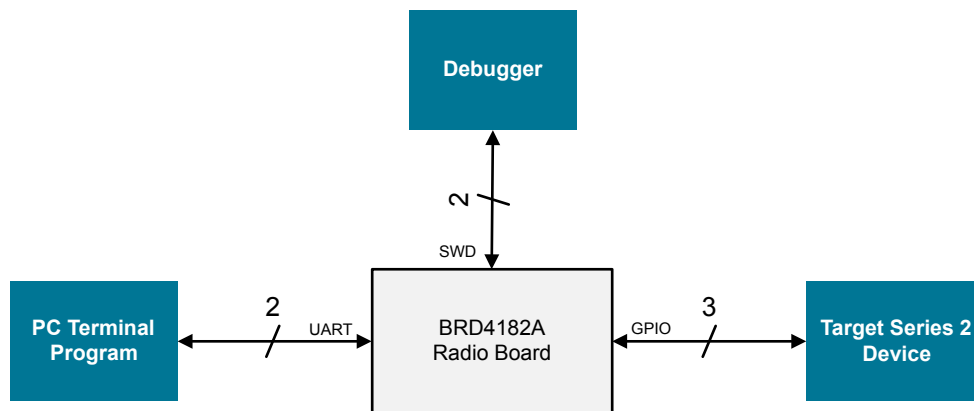 Debugger
2
SWD
PC Terminal
Program
2
UART
BRD4182A
Radio Board
GPIO
3
Target Series 2
Device